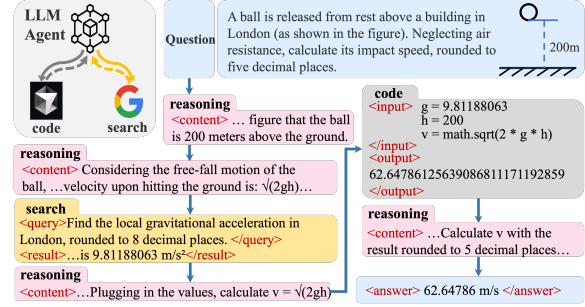 LLM
Agent
code
search
Question
A ball is released from rest above a building in
London (as shown in the figure). Neglecting air
resistance, calculate its impact speed, rounded to
five decimal places.
200m
reasoning
<content> … figure that the ball
is 200 meters above the ground.
reasoning
<content> Considering the free-fall motion of the
ball, …velocity upon hitting the ground is: √(2gh)…
search
<query>Find the local gravitational acceleration in
London, rounded to 8 decimal places. </query>
<result>…is 9.81188063 m/s²</result>
reasoning
<content>…Plugging in the values, calculate v = √(2gh)
code
<input> g = 9.81188063
h = 200
v = math.sqrt(2 * g * h)
</input>
<output>
62.64786125639086811171192859
</output>
reasoning
<content> …Calculate v with the
result rounded to 5 decimal places…
<answer> 62.64786 m/s </answer>